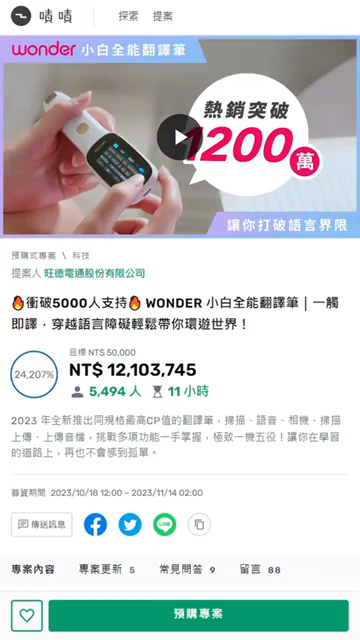 嘖嘖
探索 提案
wonder 小白全能翻譯筆
熱銷突破
1200
萬
讓你打破語言界限
預購式專案 \ 科技
提案人 旺德電通股份有限公司
🔥衝破5000人支持🔥 WONDER 小白全能翻譯筆|一觸
即譯，穿越語言障礙輕鬆帶你環遊世界！
24,207%
目標 NT$ 50,000
NT$ 12,103,745
5,494 人 11 小時
2023 年全新推出同規格最高CP值的翻譯筆，掃描、語音、相機、掃描
上傳、上傳音檔，挑戰多項功能一手掌握，極致一機五役！讓你在學習
的道路上，再也不會感到孤單。
募資期間 2023/10/18 12:00 – 2023/11/14 02:00
傳送訊息
LINE
專案內容 專案更新 5 常見問答 9 留言 88
預購專案